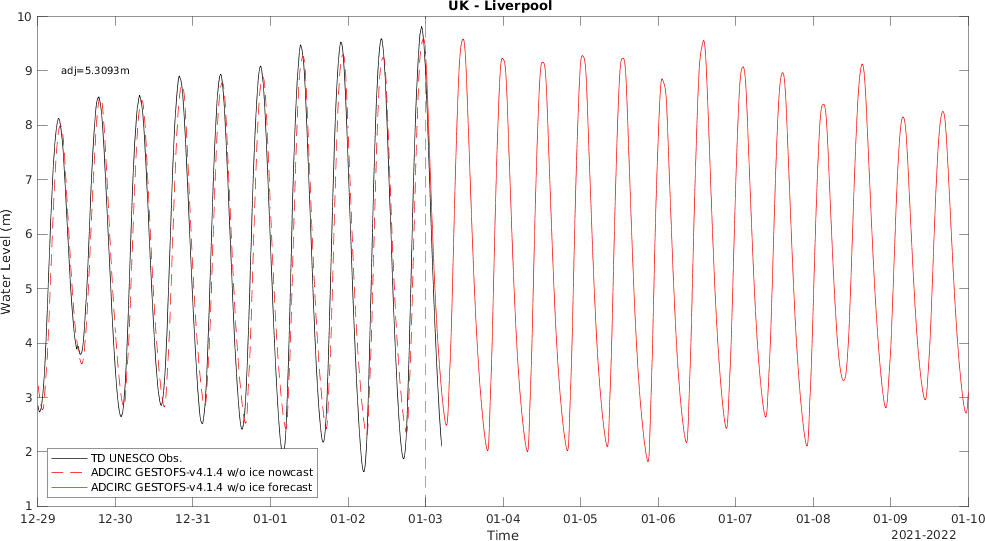 UK - Liverpool
10
9
8
7
6
5
4
3
2
1
Water Level (m)
adj=5.3093m
TD UNESCO Obs.
ADCIRC GESTOFS-v4.1.4 w/o ice nowcast
ADCIRC GESTOFS-v4.1.4 w/o ice forecast
12-29 12-30 12-31 01-01 01-02 01-03 01-04 01-05 01-06 01-07 01-08 01-09 01-10
Time
2021-2022